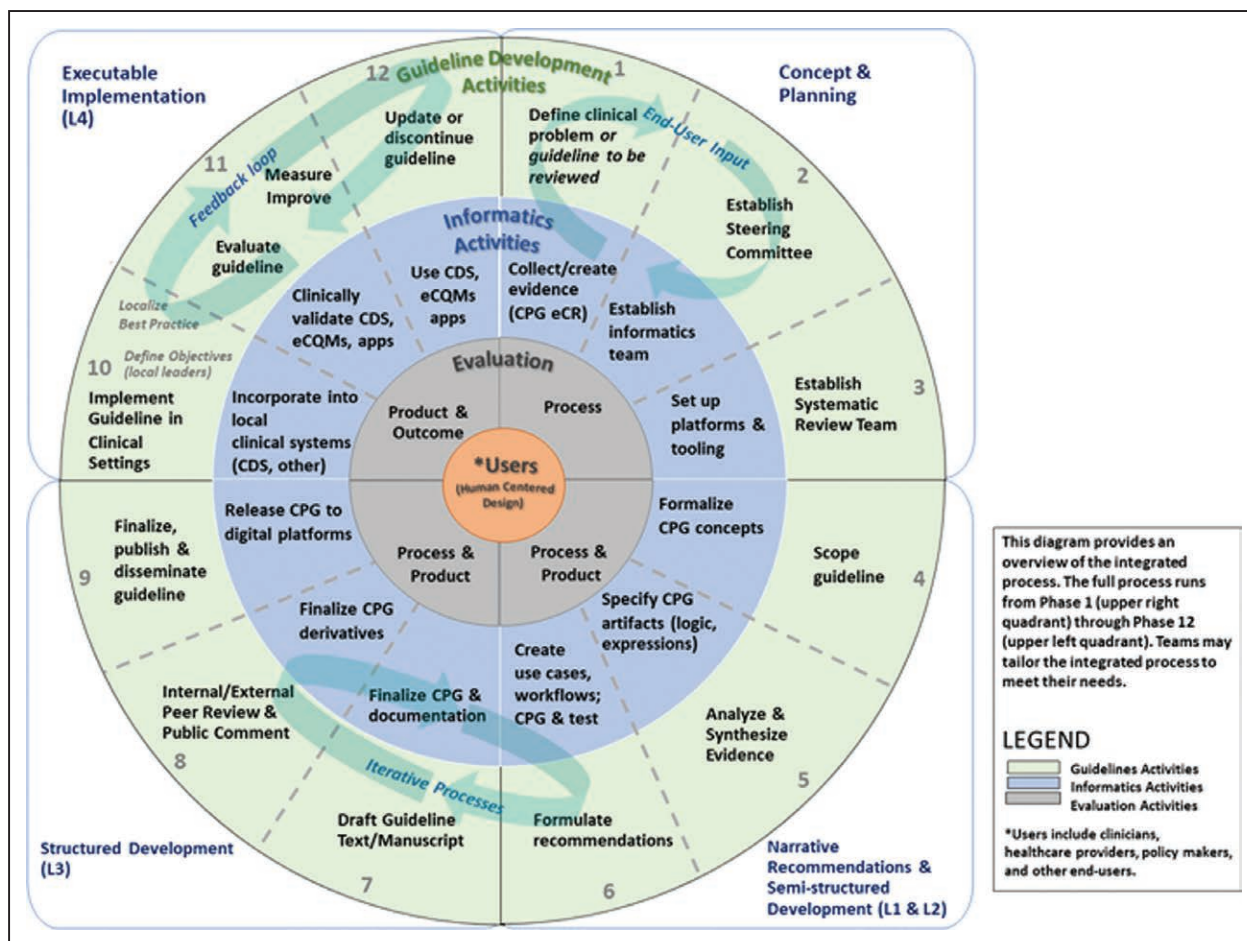 Executable
Implementation
(L4)
Concept &
Planning
Guideline Development
Activities
1
Define clinical
problem or
guideline to be
reviewed
End-User Input
2
Establish
Steering
Committee
3
Establish
Systematic
Review Team
4
Scope
guideline
5
Analyze &
Synthesize
Evidence
6
Formulate
recommendations
7
Draft Guideline
Text/Manuscript
Iterative Processes
8
Internal/External
Peer Review &
Public Comment
9
Finalize,
publish &
disseminate
guideline
10
Localize
Best Practice
Define Objectives
(local leaders)
Implement
Guideline in
Clinical
Settings
11
Feedback loop
Measure
Improve
Evaluate
guideline
12
Update or
discontinue
guideline
Informatics
Activities
Collect/create
evidence
(CPG eCR)
Establish
informatics
team
Set up
platforms &
tooling
Formalize
CPG concepts
Specify CPG
artifacts (logic,
expressions)
Create
use cases,
workflows;
CPG & test
Finalize CPG &
documentation
Finalize CPG
derivatives
Release CPG to
digital platforms
Incorporate into
local
clinical systems
(CDS, other)
Clinically
validate CDS,
eCQMs, apps
Use CDS,
eCQMs
apps
Evaluation
Process
Product &
Outcome
Process &
Product
Process &
Product
*Users
(Human Centered
Design)
Structured Development
(L3)
Narrative
Recommendations &
Semi-structured
Development (L1 & L2)
This diagram provides an
overview of the integrated
process. The full process runs
from Phase 1 (upper right
quadrant) through Phase 12
(upper left quadrant). Teams may
tailor the integrated process to
meet their needs.
LEGEND
Guidelines Activities
Informatics Activities
Evaluation Activities
*Users include clinicians,
healthcare providers, policy makers,
and other end-users.